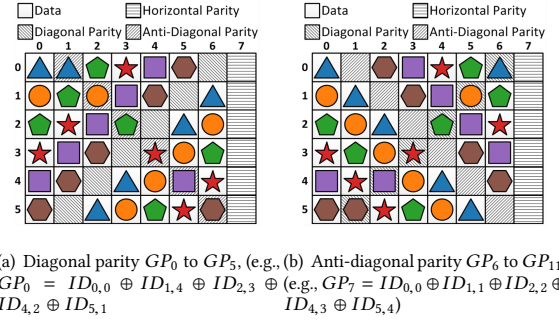 Data Horizontal Parity
Diagonal Parity Anti-Diagonal Parity
0 1 2 3 4 5 6 7
0
1
2
3
4
5
Data Horizontal Parity
Diagonal Parity Anti-Diagonal Parity
0 1 2 3 4 5 6 7
0
1
2
3
4
5
(a) Diagonal parity GP0 to GP5, (e.g.,
GP0 = ID0,0 ⊕ ID1,4 ⊕ ID2,3 ⊕
ID4,2 ⊕ ID5,1
(b) Anti-diagonal parity GP6 to GP11
(e.g., GP7 = ID0,0 ⊕ ID1,1 ⊕ ID2,2 ⊕
ID4,3 ⊕ ID5,4)